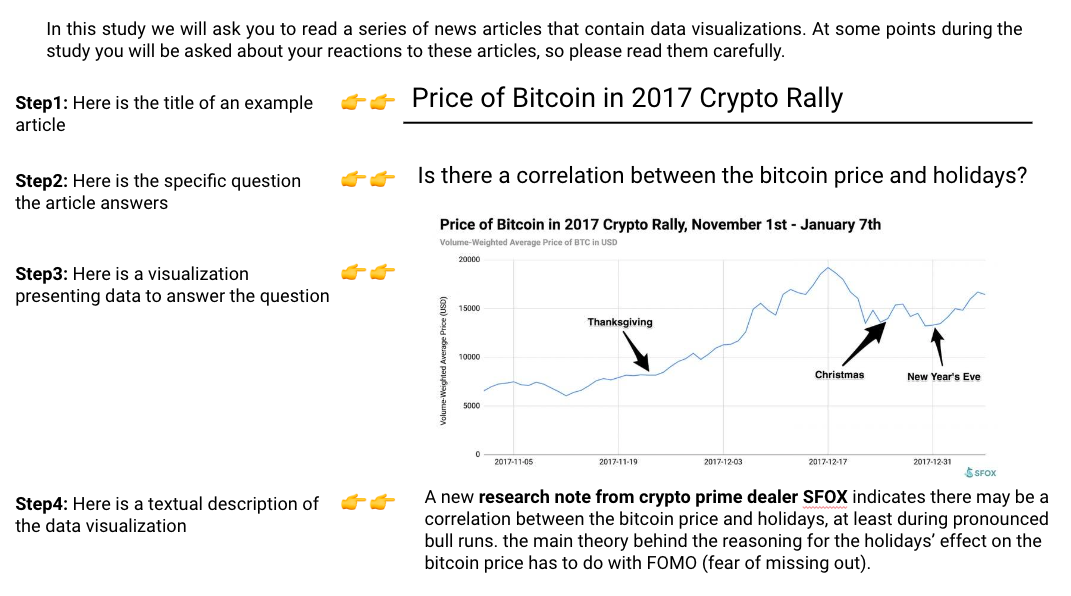 In this study we will ask you to read a series of news articles that contain data visualizations. At some points during the
study you will be asked about your reactions to these articles, so please read them carefully.
Step1: Here is the title of an example
article
Price of Bitcoin in 2017 Crypto Rally
Step2: Here is the specific question
the article answers
Is there a correlation between the bitcoin price and holidays?
Step3: Here is a visualization
presenting data to answer the question
Price of Bitcoin in 2017 Crypto Rally, November 1st - January 7th
Volume-Weighted Average Price of BTC in USD
Volume-Weighted Average Price (USD)
20000
15000
10000
5000
0
Thanksgiving
Christmas
New Year's Eve
2017-11-05
2017-11-19
2017-12-03
2017-12-17
2017-12-31
SFOX
Step4: Here is a textual description of
the data visualization
A new research note from crypto prime dealer SFOX indicates there may be a
correlation between the bitcoin price and holidays, at least during pronounced
bull runs. the main theory behind the reasoning for the holidays’ effect on the
bitcoin price has to do with FOMO (fear of missing out).